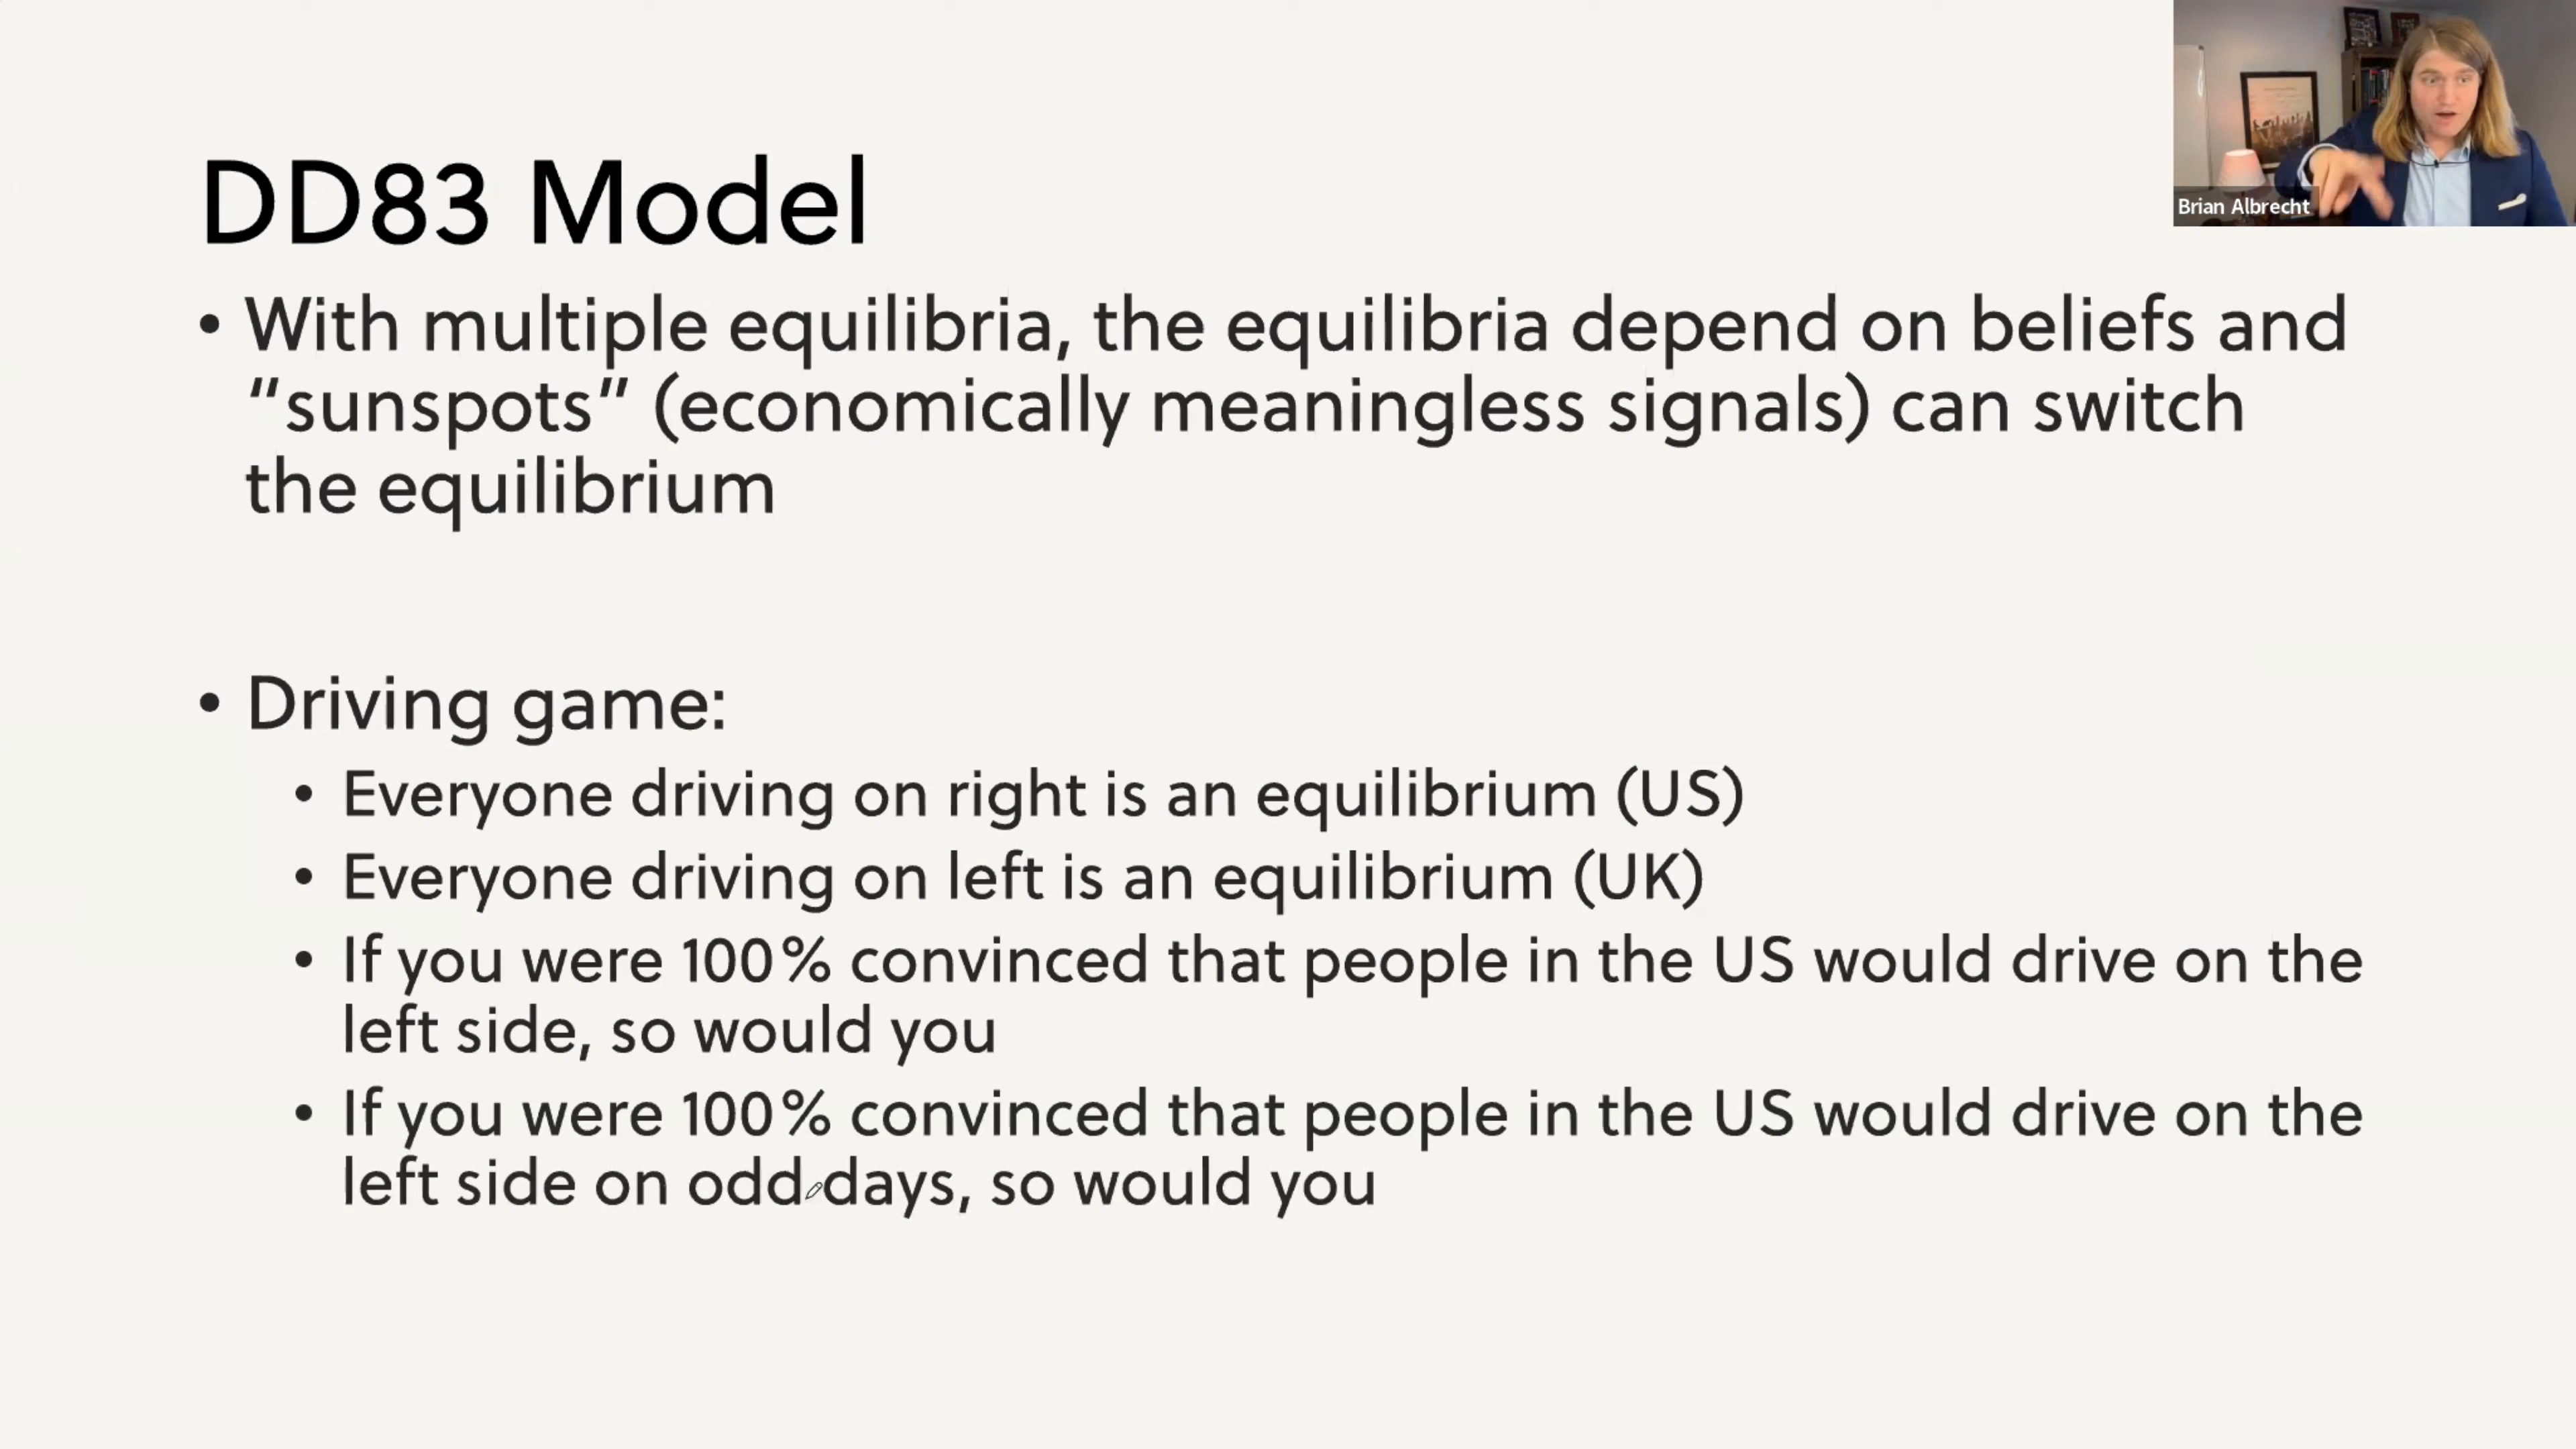 DD83 Model
• With multiple equilibria, the equilibria depend on beliefs and
“sunspots” (economically meaningless signals) can switch
the equilibrium
• Driving game:
• Everyone driving on right is an equilibrium (US)
• Everyone driving on left is an equilibrium (UK)
• If you were 100% convinced that people in the US would drive on the
left side, so would you
• If you were 100% convinced that people in the US would drive on the
left side on odd days, so would you
Brian Albrecht